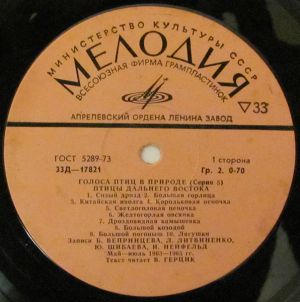 МИНИСТЕРСТВО КУЛЬТУРЫ СССР
МЕЛОДИЯ
ВСЕСОЮЗНАЯ ФИРМА ГРАМПЛАСТИНОК
33
АПРЕЛЕВСКИЙ ОРДЕНА ЛЕНИНА ЗАВОД
ГОСТ 5289-73
1 сторона
33Д—17821
Гр. 2. 0-70
ГОЛОСА ПТИЦ В ПРИРОДЕ (Серия 5)
ПТИЦЫ ДАЛЬНЕГО ВОСТОКА
1. Сизый дрозд 2. Большая горлица
3. Китайская иволга 4. Корольковая пеночка
5. Светлоголовая пеночка
6. Желтогорлая овсянка
7. Дроздовидная камышевка
8. Большой козодой
9. Большой погоныш 10. Лягушки
Записи Б. ВЕПРИНЦЕВА, Л. ЛИТВИНЕНКО,
Ю. ШИБАЕВА, И. НЕЙФЕЛЬД
Май—июль 1963—1965 гг.
Текст читает В. ГЕРЦИК